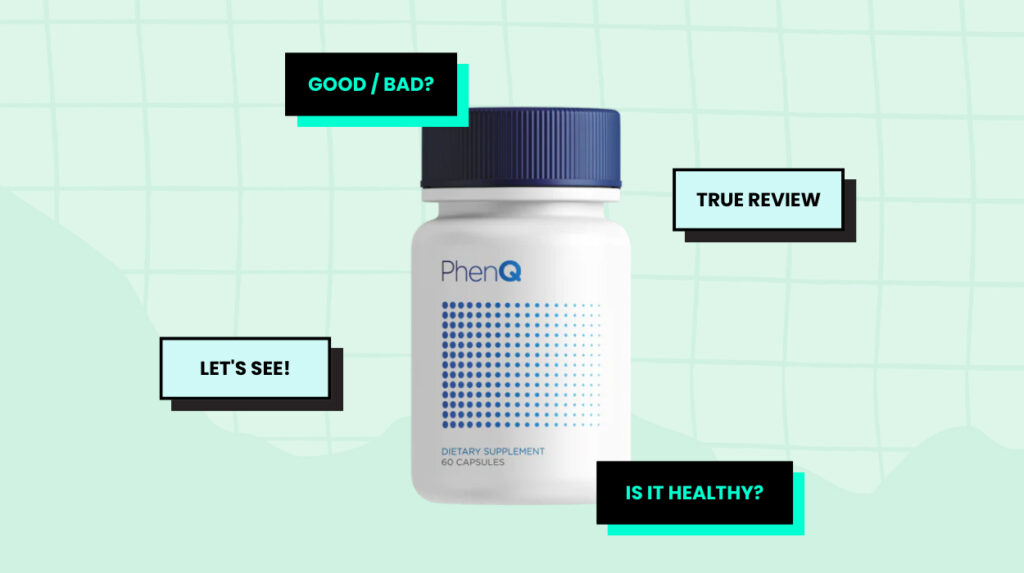 GOOD / BAD?
TRUE REVIEW
PhenQ
LET'S SEE!
DIETARY SUPPLEMENT
60 CAPSULES
IS IT HEALTHY?